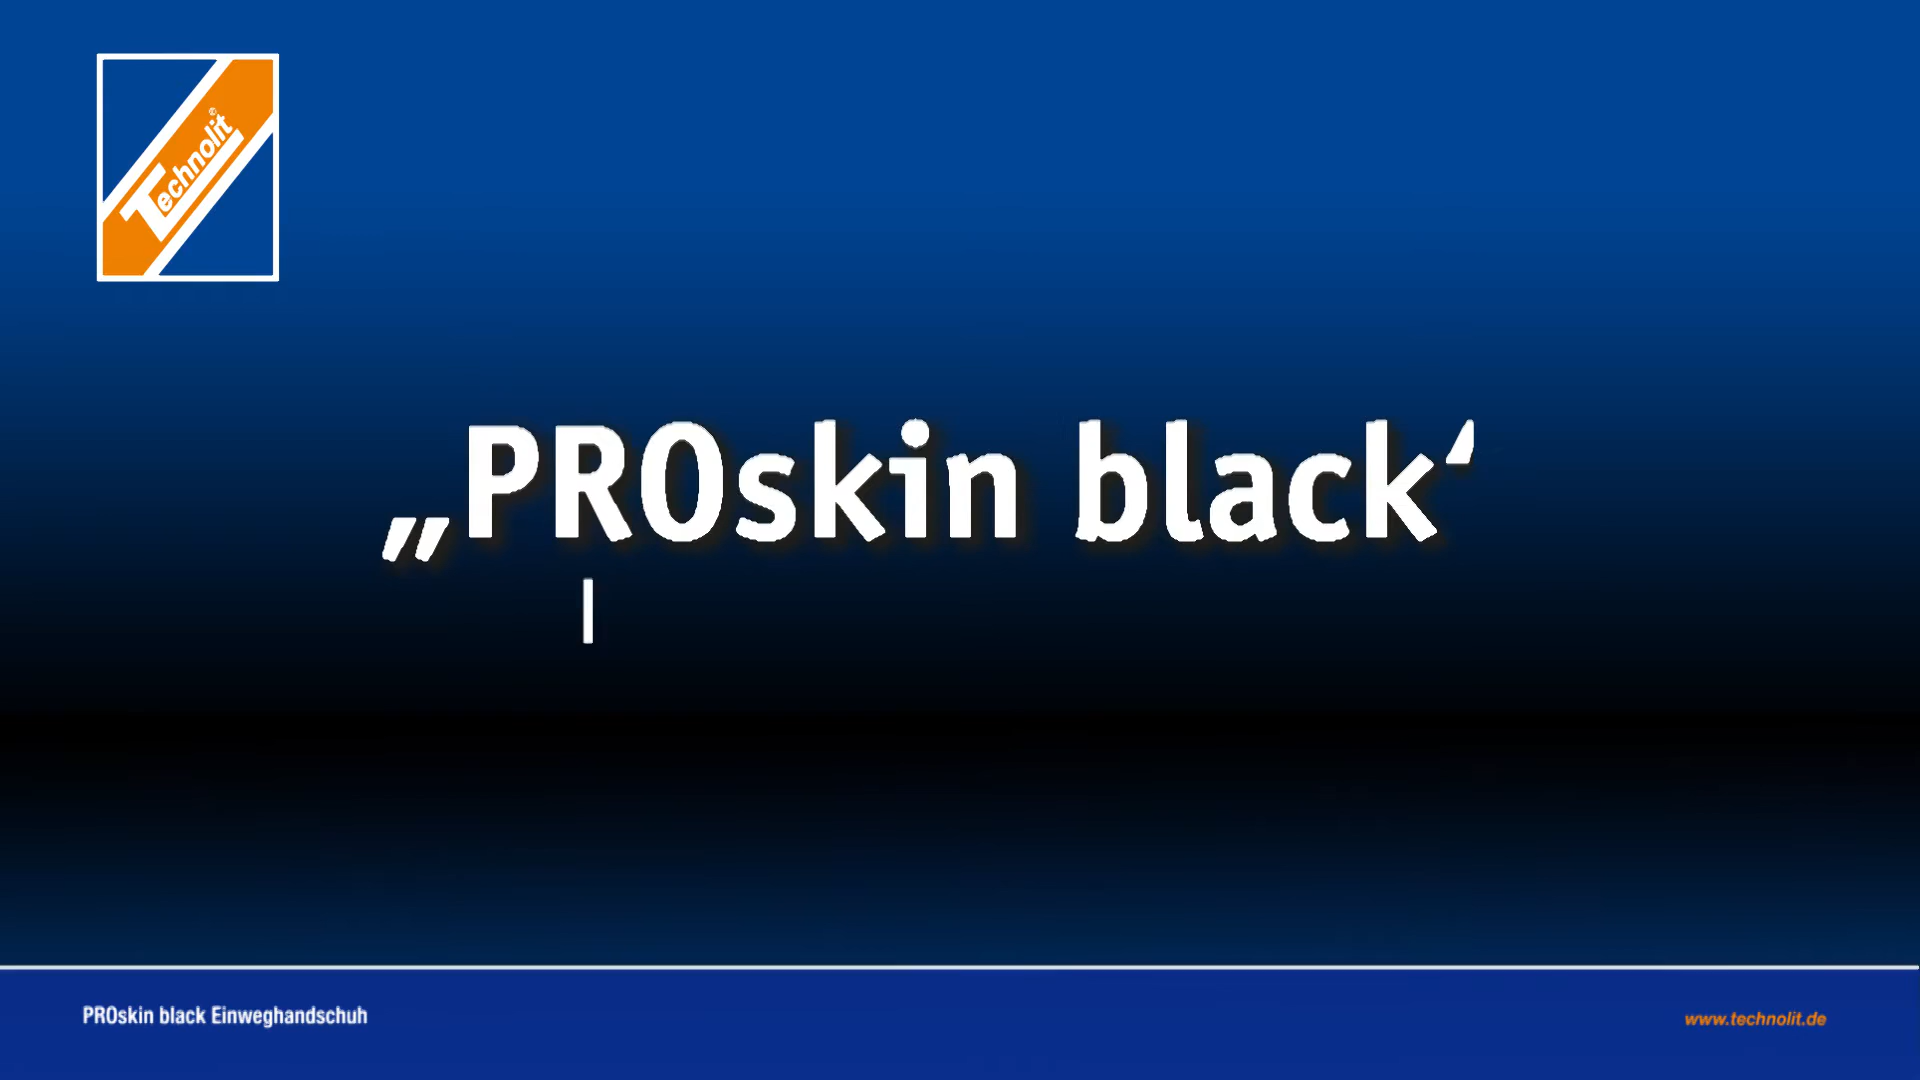 Technolit®
„PROskin black‘
PROskin black Einweghandschuh
www.technolit.de